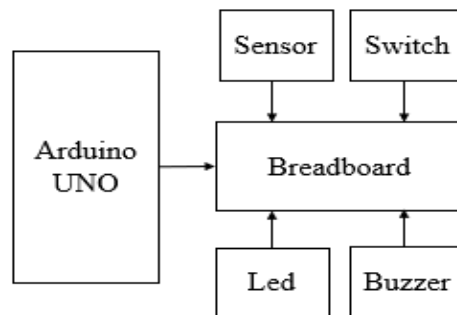 Sensor
Switch
Arduino
UNO
Breadboard
Led
Buzzer